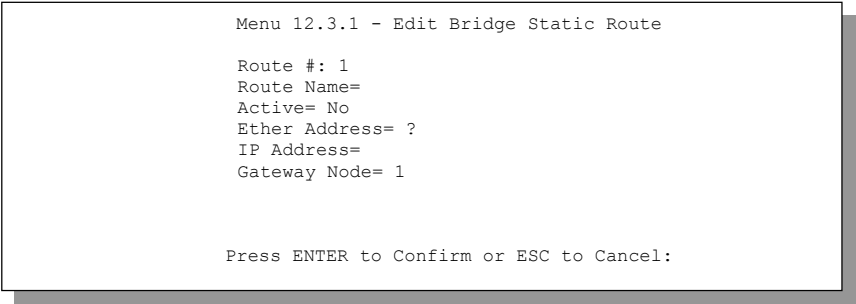 Menu 12.3.1 - Edit Bridge Static Route
Route #: 1
Route Name=
Active= No
Ether Address= ?
IP Address=
Gateway Node= 1
Press ENTER to Confirm or ESC to Cancel: